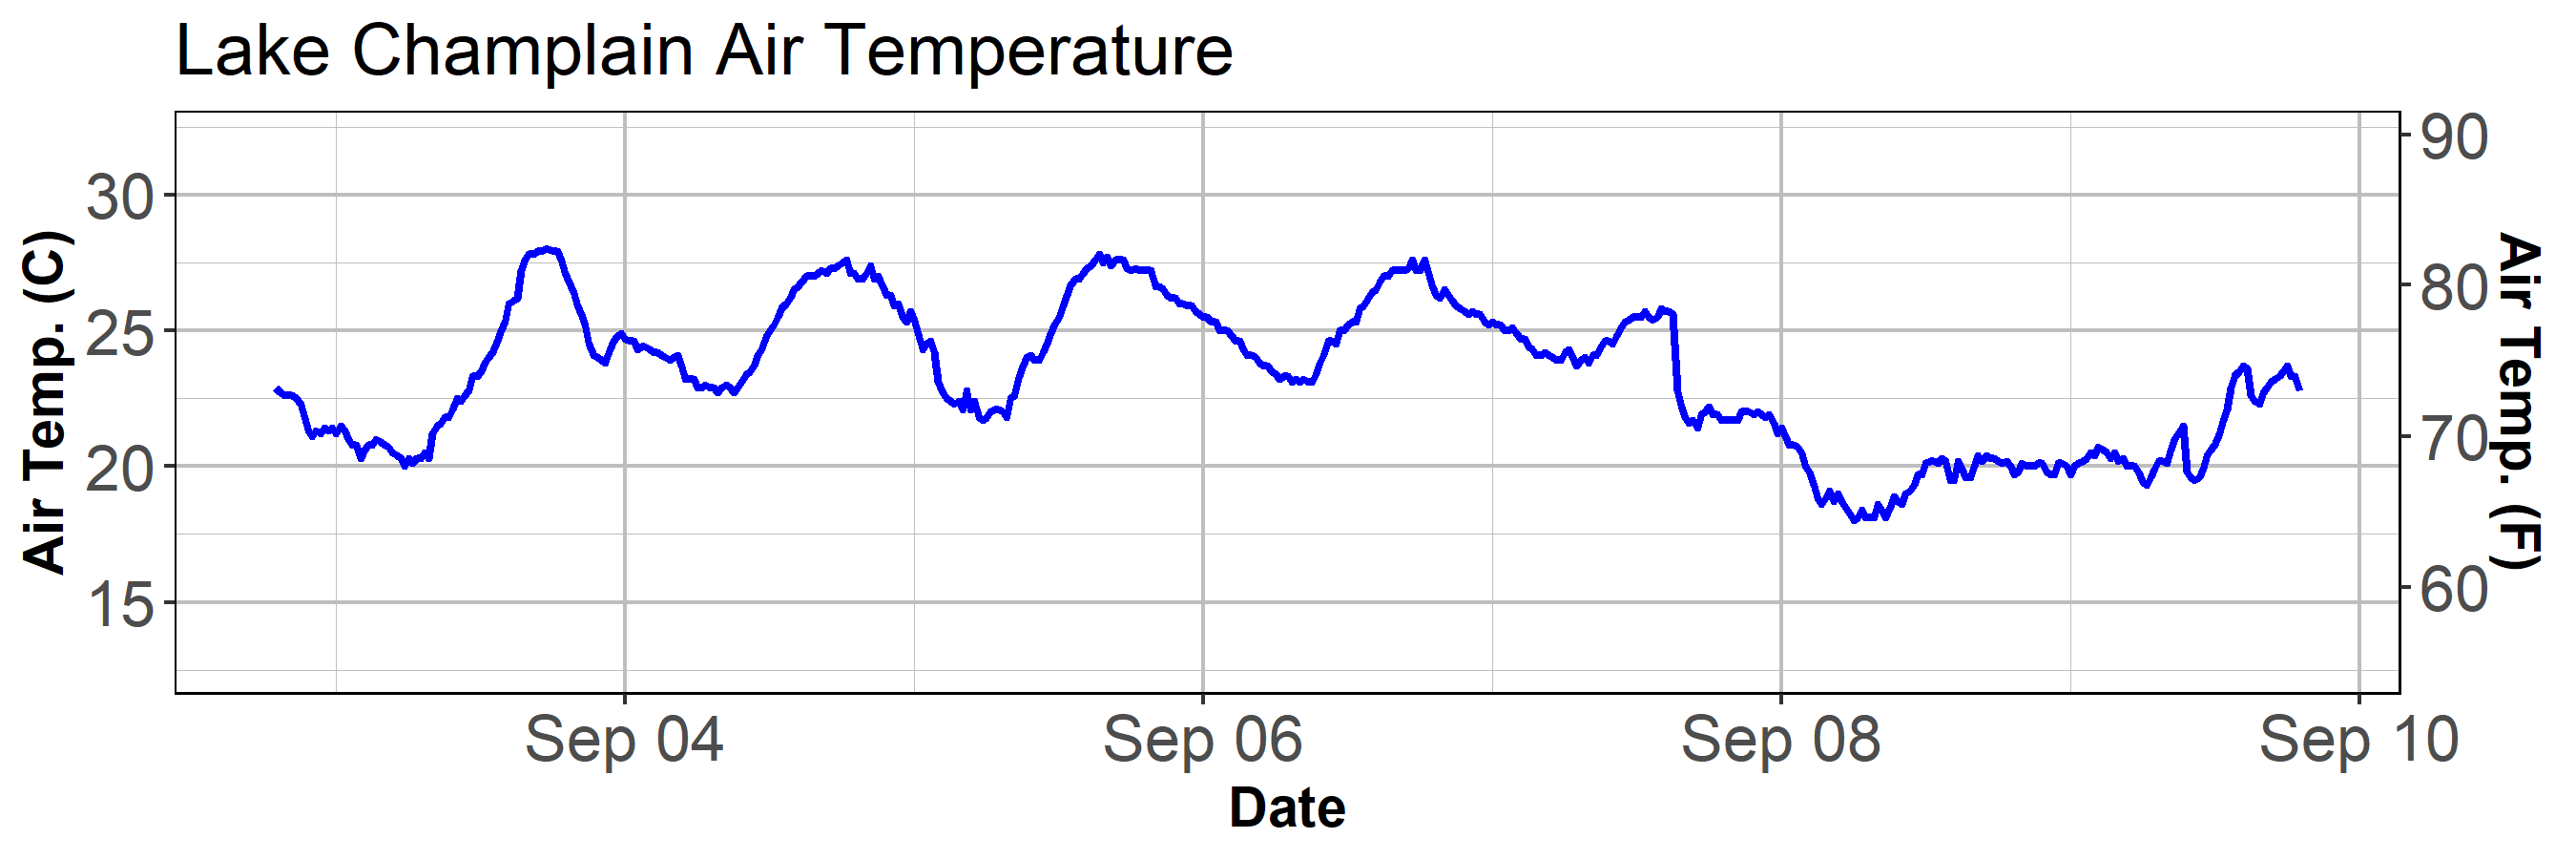 Lake Champlain Air Temperature
Air Temp. (C)
30
25
20
15
90
80
70
60
Air Temp. (F)
Sep 04
Sep 06
Sep 08
Sep 10
Date